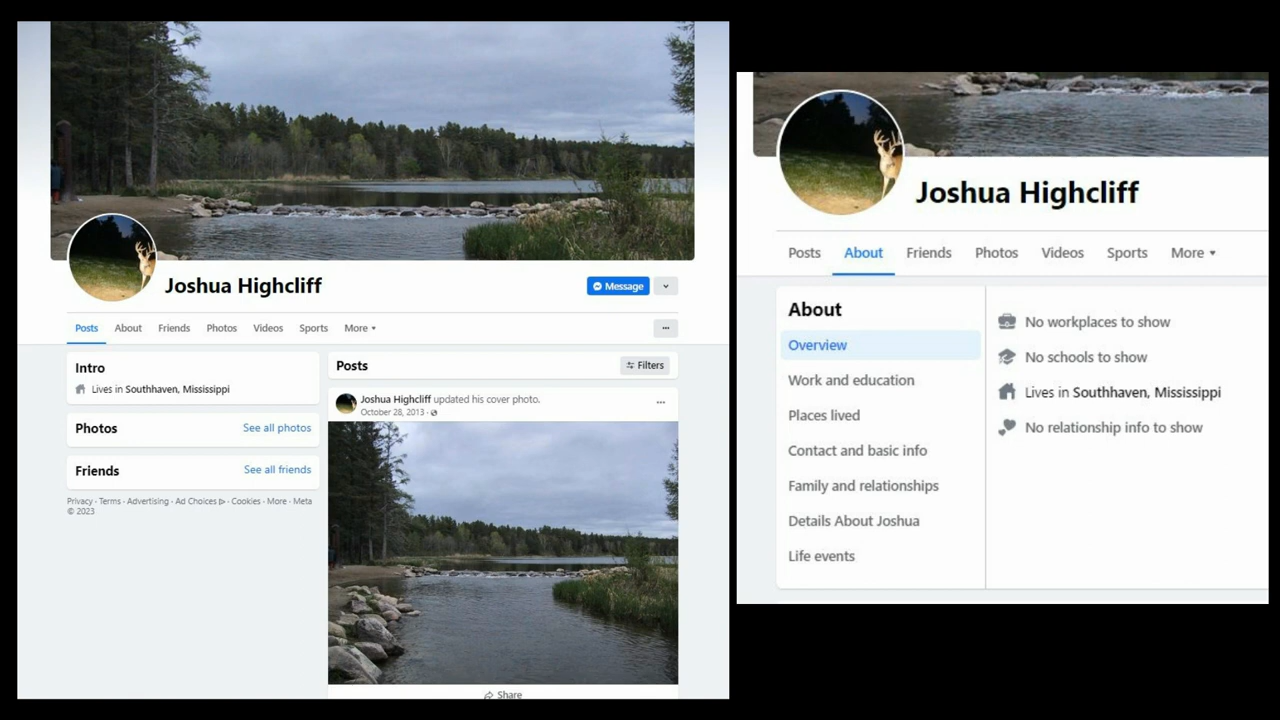 Joshua Highcliff
Message
Posts About Friends Photos Videos Sports More
Intro
Lives in Southhaven, Mississippi
Photos See all photos
Friends See all friends
Privacy · Terms · Advertising · Ad Choices · Cookies · More · Meta
© 2023
Posts Filters
Joshua Highcliff updated his cover photo.
October 28, 2013 ·
Share
Joshua Highcliff
Posts About Friends Photos Videos Sports More
About
Overview
Work and education
Places lived
Contact and basic info
Family and relationships
Details About Joshua
Life events
No workplaces to show
No schools to show
Lives in Southhaven, Mississippi
No relationship info to show